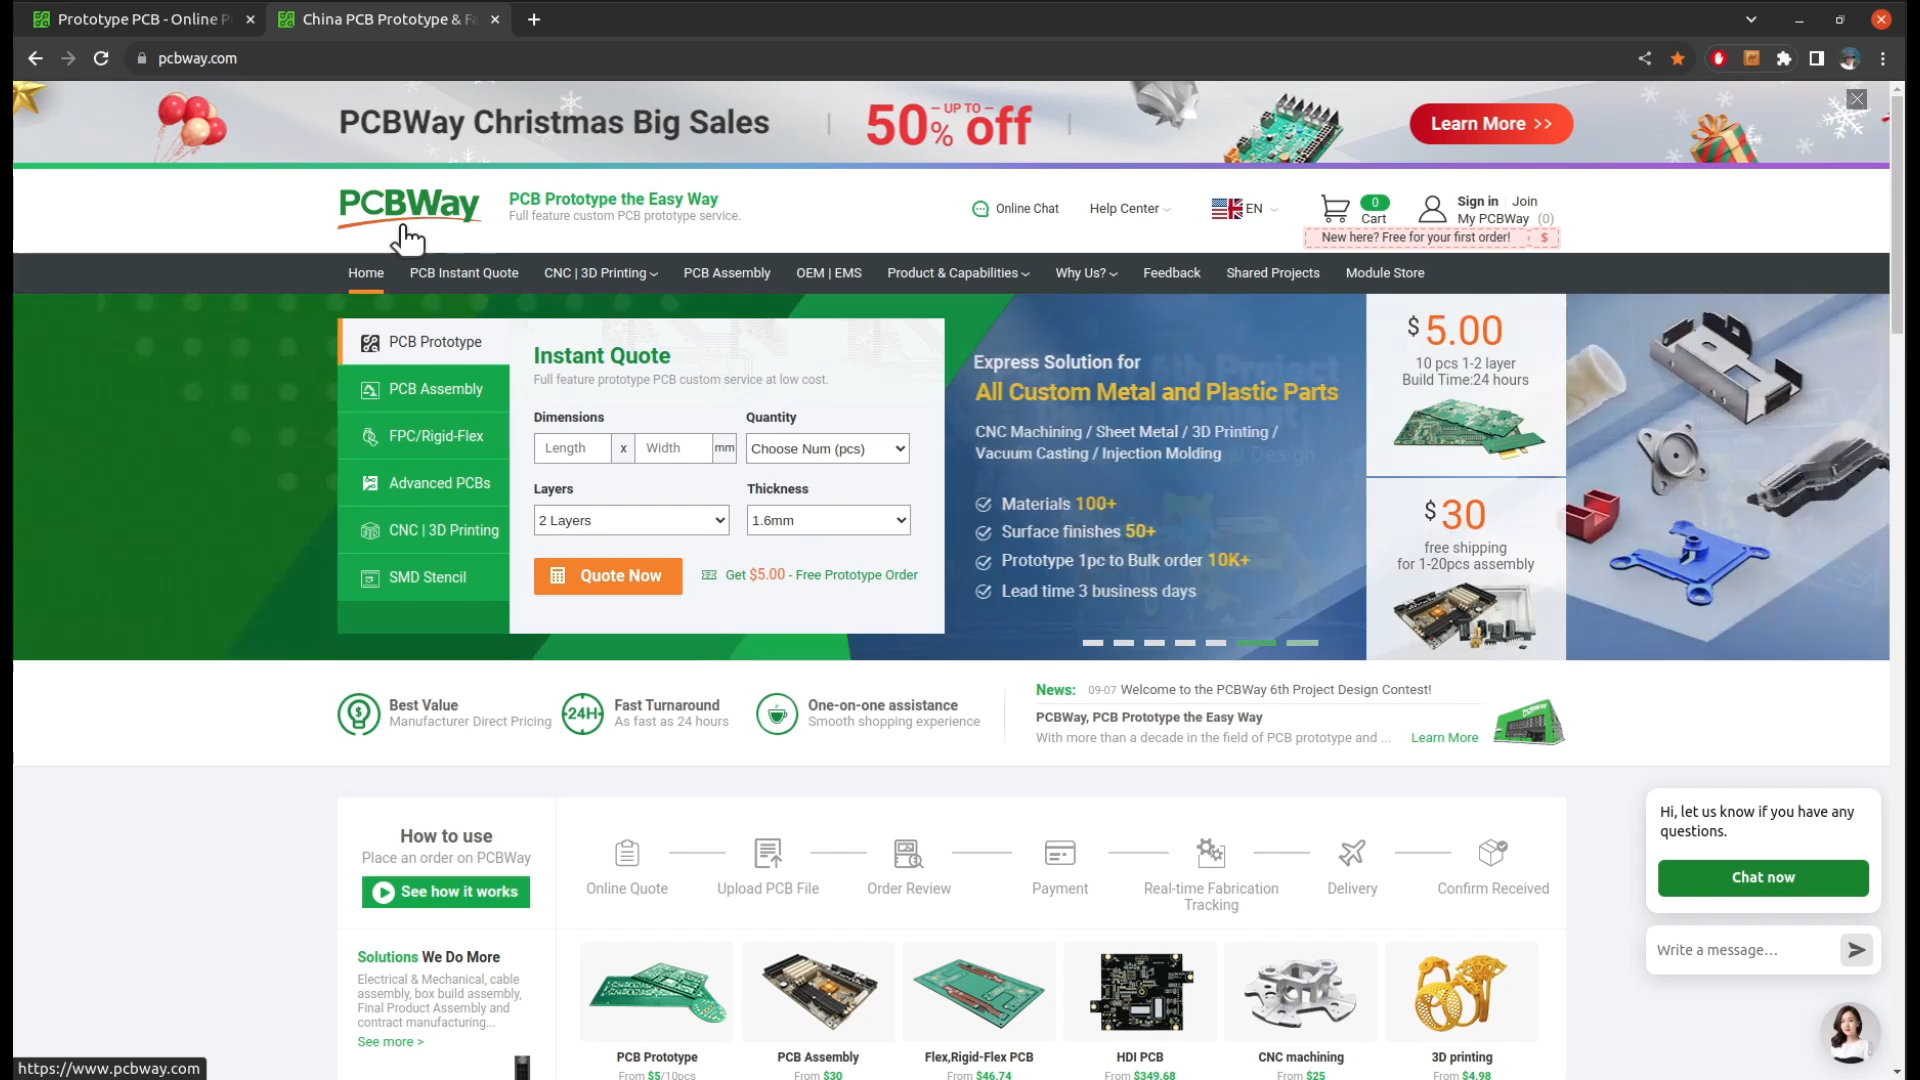 Prototype PCB - Online P
China PCB Prototype & Fa
pcbway.com
PCBWay Christmas Big Sales
UP TO
50% off
Learn More >>
PCBWay
PCB Prototype the Easy Way
Full feature custom PCB prototype service.
Online Chat
Help Center
EN
0
Cart
Sign in
Join
My PCBWay (0)
New here? Free for your first order! $
Home
PCB Instant Quote
CNC | 3D Printing
PCB Assembly
OEM | EMS
Product & Capabilities
Why Us?
Feedback
Shared Projects
Module Store
PCB Prototype
PCB Assembly
FPC/Rigid-Flex
Advanced PCBs
CNC | 3D Printing
SMD Stencil
Instant Quote
Full feature prototype PCB custom service at low cost.
Dimensions
Quantity
Length x Width mm
Choose Num (pcs)
Layers
Thickness
2 Layers
1.6mm
Quote Now
Get $5.00 - Free Prototype Order
Express Solution for
All Custom Metal and Plastic Parts
CNC Machining / Sheet Metal / 3D Printing /
Vacuum Casting / Injection Molding
Materials 100+
Surface finishes 50+
Prototype 1pc to Bulk order 10K+
Lead time 3 business days
$ 5.00
10 pcs 1-2 layer
Build Time:24 hours
$ 30
free shipping
for 1-20pcs assembly
Best Value
Manufacturer Direct Pricing
24H
Fast Turnaround
As fast as 24 hours
One-on-one assistance
Smooth shopping experience
News: 09-07 Welcome to the PCBWay 6th Project Design Contest!
PCBWay, PCB Prototype the Easy Way
With more than a decade in the field of PCB prototype and ... Learn More
How to use
Place an order on PCBWay
See how it works
Online Quote
Upload PCB File
Order Review
Payment
Real-time Fabrication
Tracking
Delivery
Confirm Received
Solutions We Do More
Electrical & Mechanical, cable
assembly, box build assembly,
Final Product Assembly and
contract manufacturing...
See more >
PCB Prototype
From $5/10pcs
PCB Assembly
From $30
Flex,Rigid-Flex PCB
From $46.74
HDI PCB
From $349.68
CNC machining
From $25
3D printing
From $4.98
Hi, let us know if you have any
questions.
Chat now
Write a message...
https://www.pcbway.com